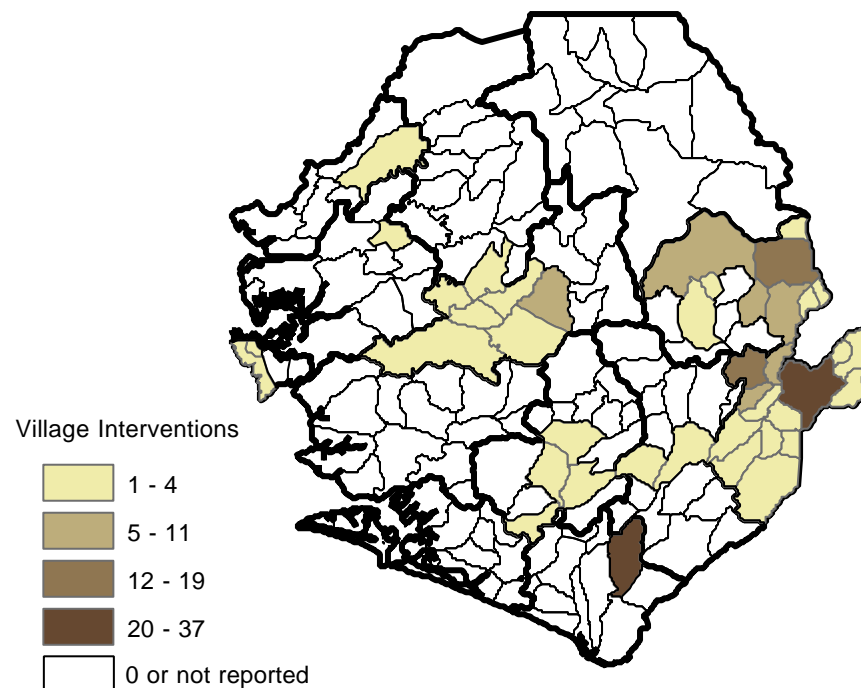 Village Interventions
1 - 4
5 - 11
12 - 19
20 - 37
0 or not reported